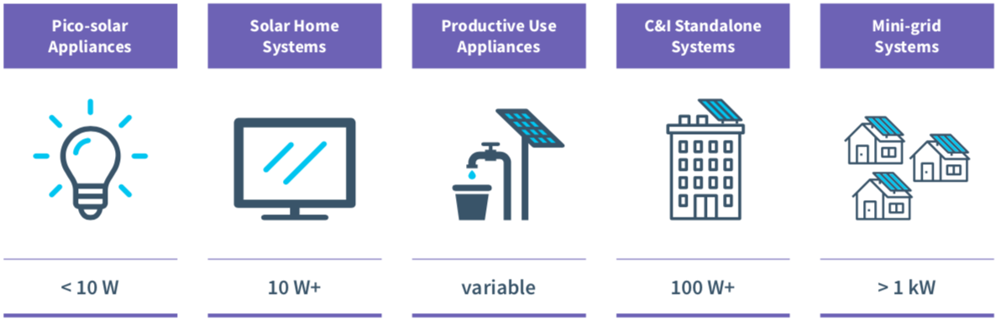 Pico-solar
Appliances
Solar Home
Systems
Productive Use
Appliances
C&I Standalone
Systems
Mini-grid
Systems
< 10 W
10 W+
variable
100 W+
> 1 kW